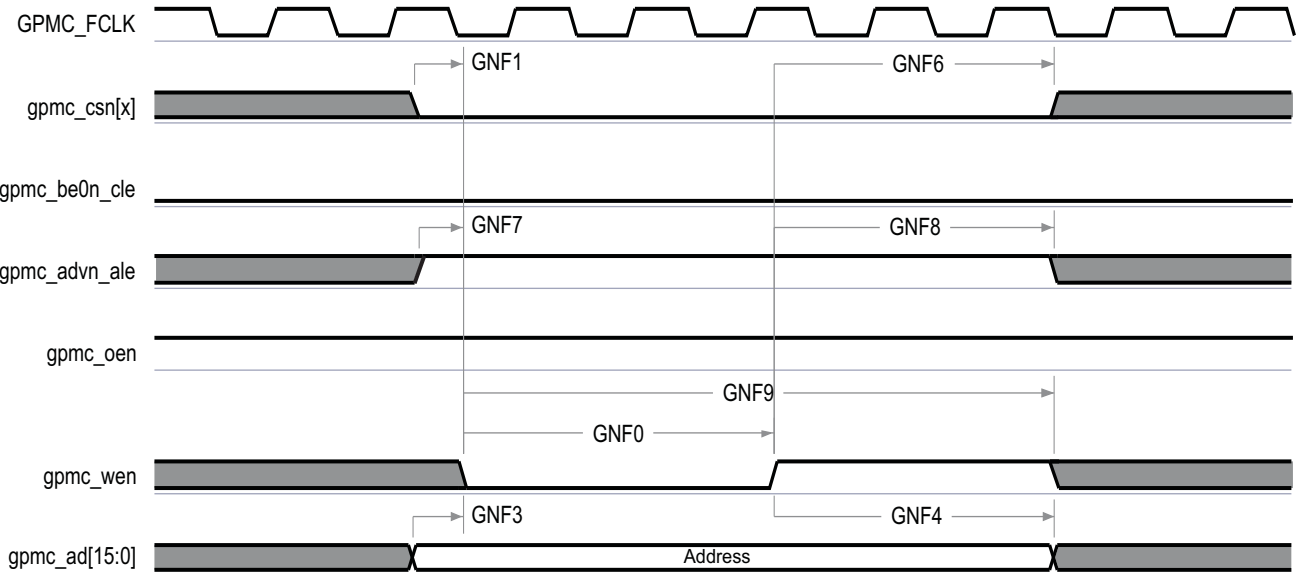 GPMC_FCLK
GNF1
GNF6
gpmc_csn[x]
gpmc_be0n_cle
GNF7
GNF8
gpmc_advn_ale
gpmc_oen
GNF9
GNF0
gpmc_wen
GNF3
GNF4
gpmc_ad[15:0]
Address